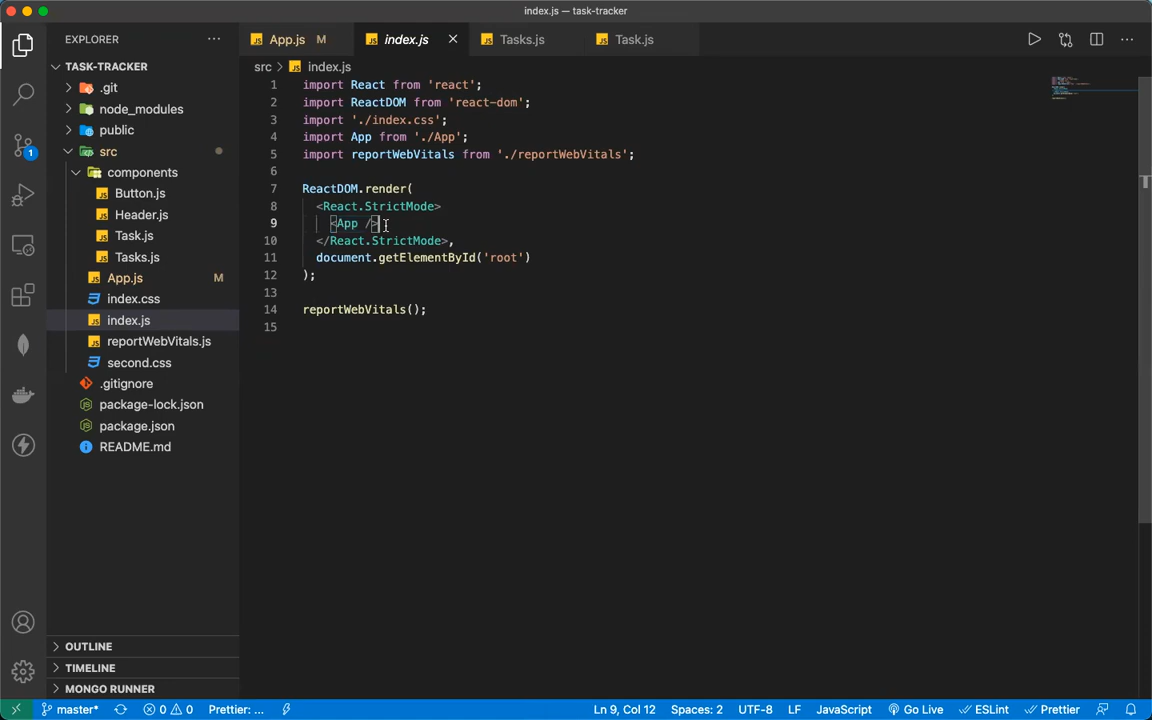 index.js — task-tracker
EXPLORER
TASK-TRACKER
.git
node_modules
public
src
components
Button.js
Header.js
Task.js
Tasks.js
App.js M
index.css
index.js
reportWebVitals.js
second.css
.gitignore
package-lock.json
package.json
README.md
OUTLINE
TIMELINE
MONGO RUNNER
App.js M index.js Tasks.js Task.js
src > index.js
1 import React from 'react';
2 import ReactDOM from 'react-dom';
3 import './index.css';
4 import App from './App';
5 import reportWebVitals from './reportWebVitals';
6
7 ReactDOM.render(
8 <React.StrictMode>
9 <App />
10 </React.StrictMode>,
11 document.getElementById('root')
12 );
13
14 reportWebVitals();
15
master* 0 0 Prettier: ... Ln 9, Col 12 Spaces: 2 UTF-8 LF JavaScript Go Live ESLint Prettier